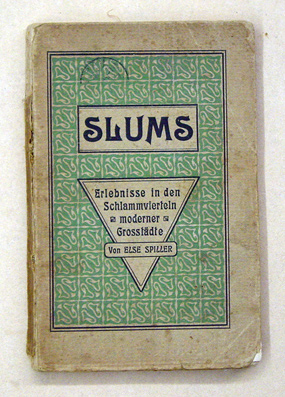 SLUMS
Erlebnisse in den
Schlammvierteln
moderner
Grosstädte
Von ELSE SPILLER